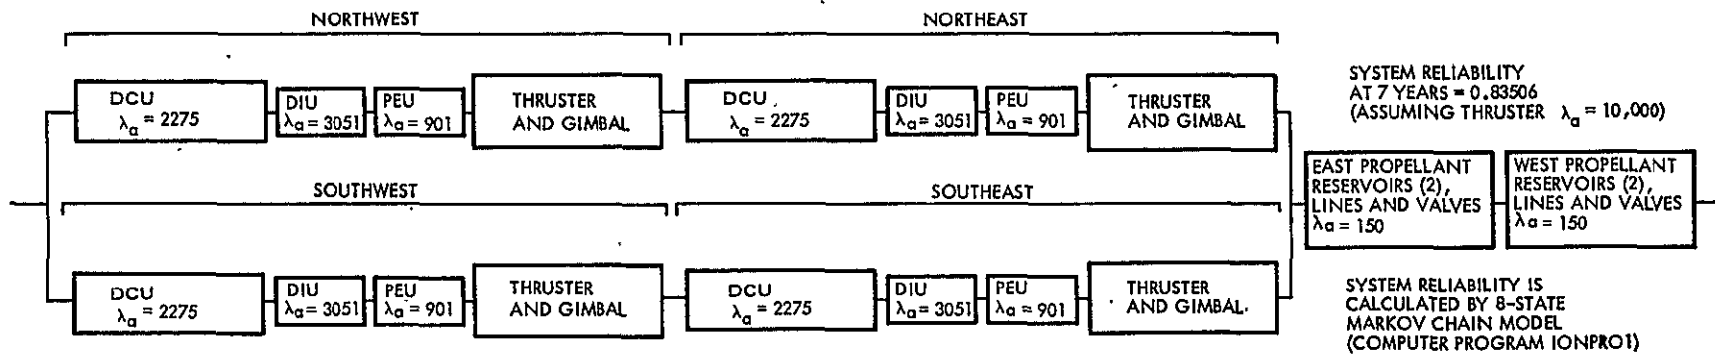 NORTHWEST
NORTHEAST
DCU
λa = 2275
DIU
λa = 3051
PEU
λa = 901
THRUSTER
AND GIMBAL
DCU
λa = 2275
DIU
λa = 3051
PEU
λa = 901
THRUSTER
AND GIMBAL
SYSTEM RELIABILITY
AT 7 YEARS = 0.83506
(ASSUMING THRUSTER λa = 10,000)
SOUTHWEST
SOUTHEAST
EAST PROPELLANT
RESERVOIRS (2),
LINES AND VALVES
λa = 150
WEST PROPELLANT
RESERVOIRS (2),
LINES AND VALVES
λa = 150
DCU
λa = 2275
DIU
λa = 3051
PEU
λa = 901
THRUSTER
AND GIMBAL
DCU
λa = 2275
DIU
λa = 3051
PEU
λa = 901
THRUSTER
AND GIMBAL.
SYSTEM RELIABILITY IS
CALCULATED BY 8-STATE
MARKOV CHAIN MODEL
(COMPUTER PROGRAM IONPRO1)